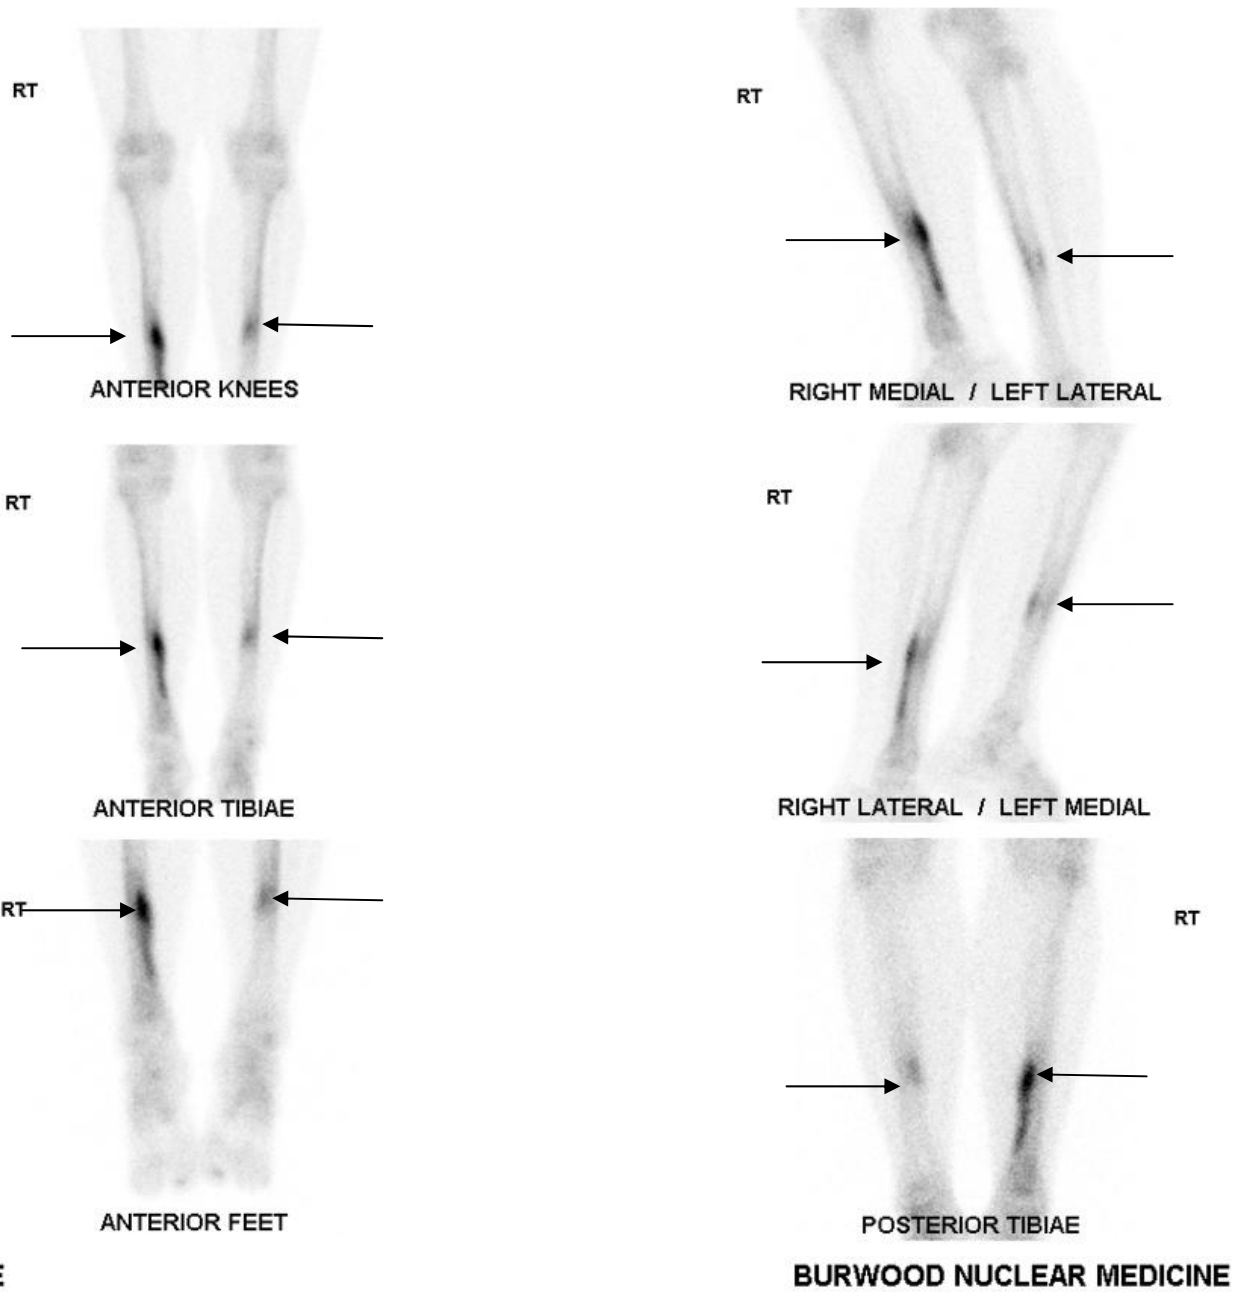 RT
ANTERIOR KNEES
RT
RIGHT MEDIAL / LEFT LATERAL
RT
ANTERIOR TIBIAE
RT
RIGHT LATERAL / LEFT MEDIAL
RT
ANTERIOR FEET
RT
POSTERIOR TIBIAE
E
BURWOOD NUCLEAR MEDICINE